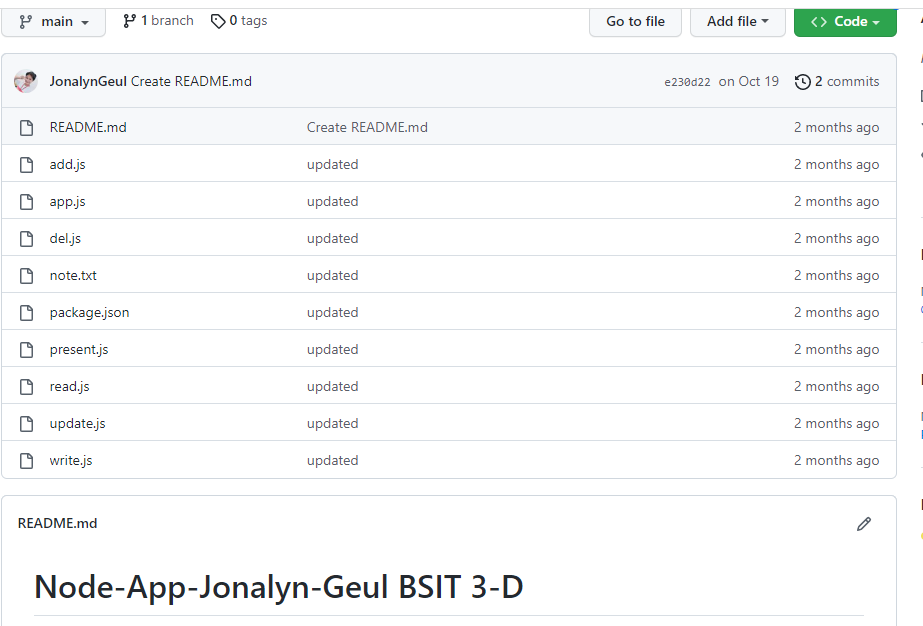 main 1 branch 0 tags Go to file Add file Code
JonalynGeul Create README.md e230d22 on Oct 19 2 commits
README.md Create README.md 2 months ago
add.js updated 2 months ago
app.js updated 2 months ago
del.js updated 2 months ago
note.txt updated 2 months ago
package.json updated 2 months ago
present.js updated 2 months ago
read.js updated 2 months ago
update.js updated 2 months ago
write.js updated 2 months ago
README.md
Node-App-Jonalyn-Geul BSIT 3-D